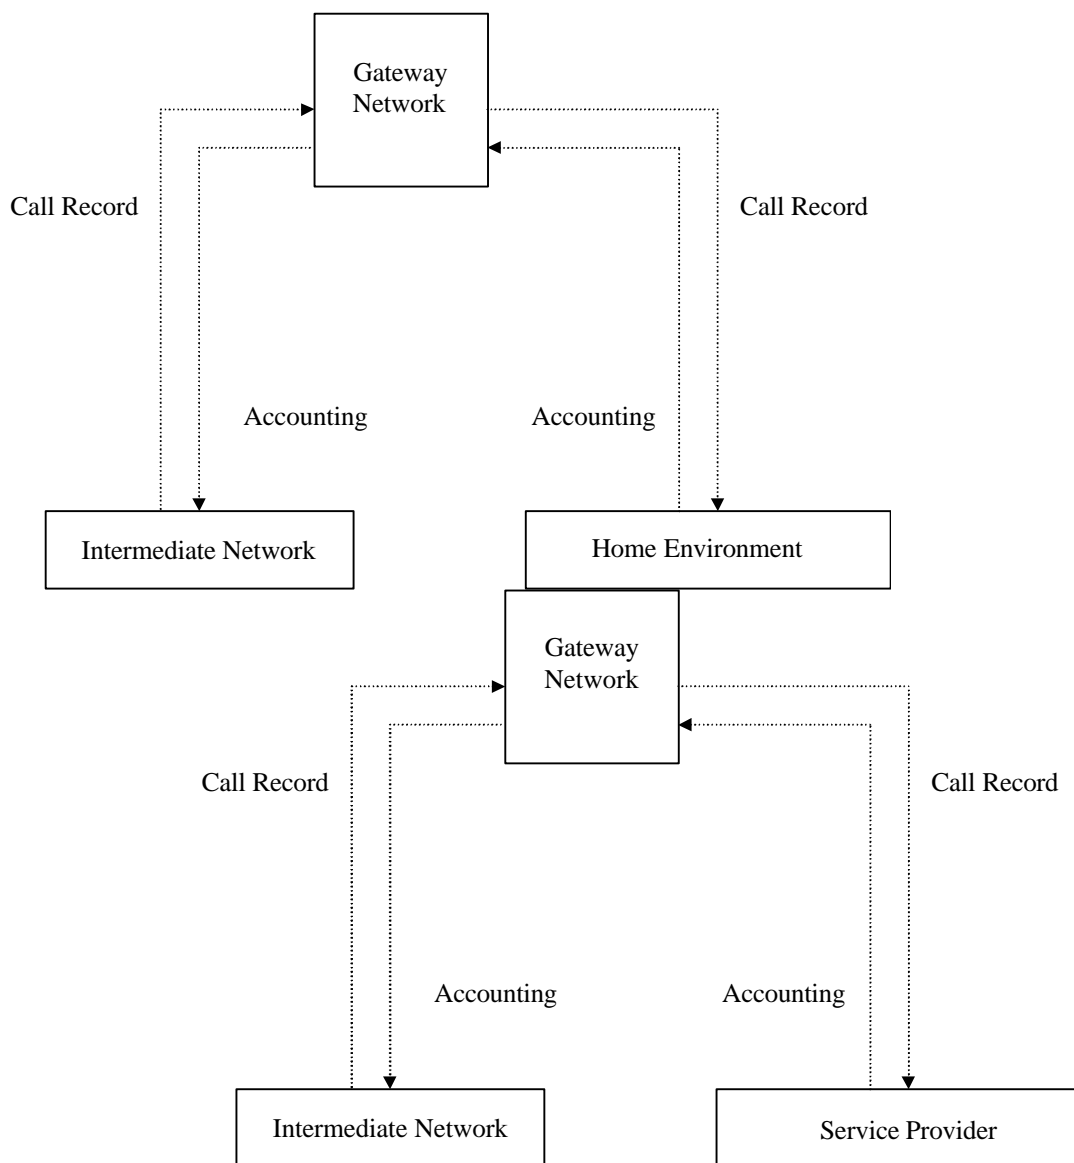 Gateway
Network
Call Record
Call Record
Accounting
Accounting
Intermediate Network
Home Environment
Gateway
Network
Call Record
Call Record
Accounting
Accounting
Intermediate Network
Service Provider